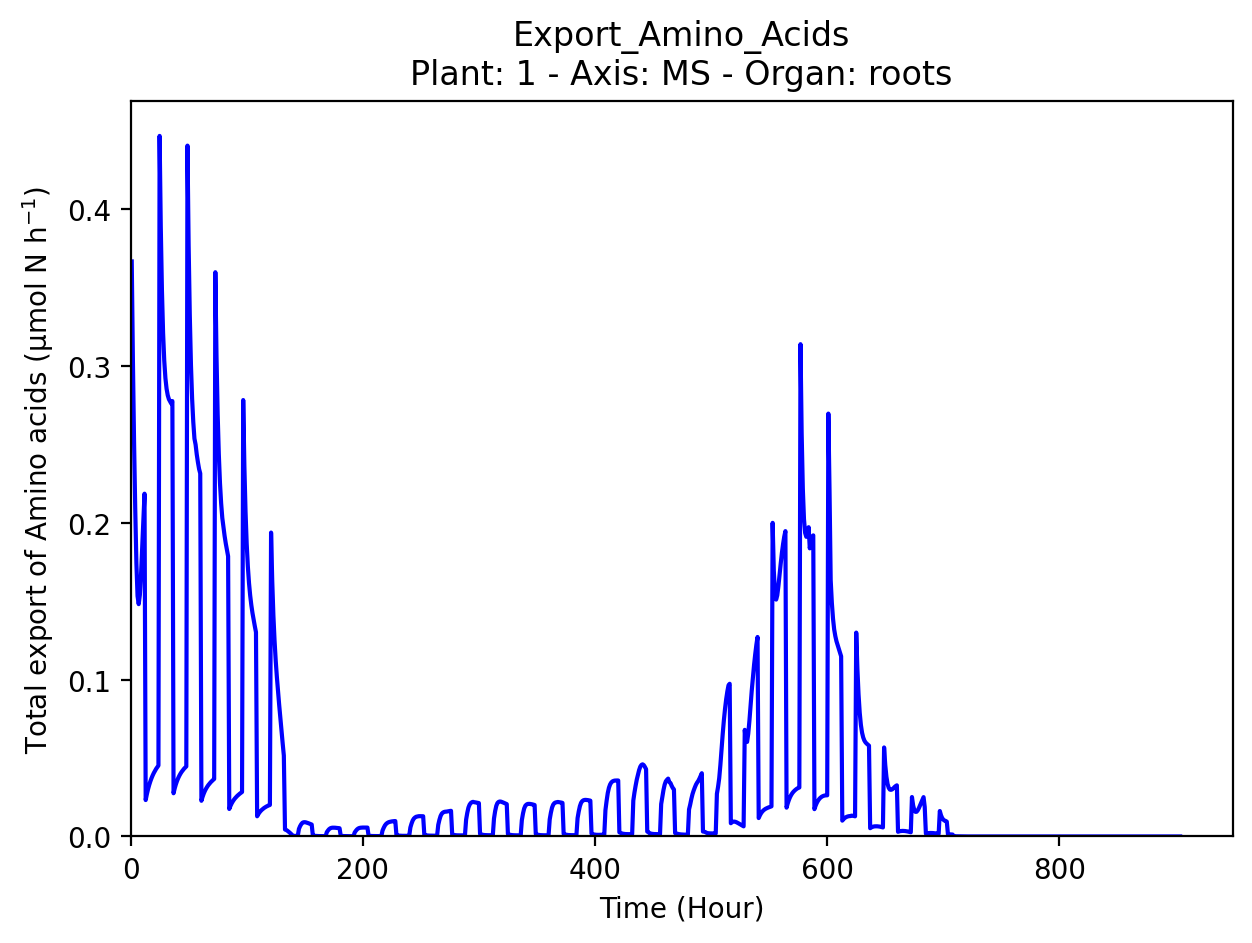 Export_Amino_Acids
Plant: 1 - Axis: MS - Organ: roots
Total export of Amino acids (µmol N h⁻¹)
0.4
0.3
0.2
0.1
0.0
0 200 400 600 800
Time (Hour)